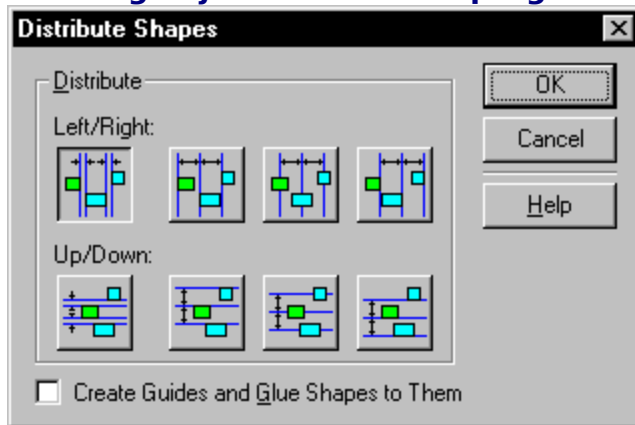 Distribute Shapes
Distribute
OK
Left/Right:
Cancel
Help
Up/Down:
Create Guides and Glue Shapes to Them